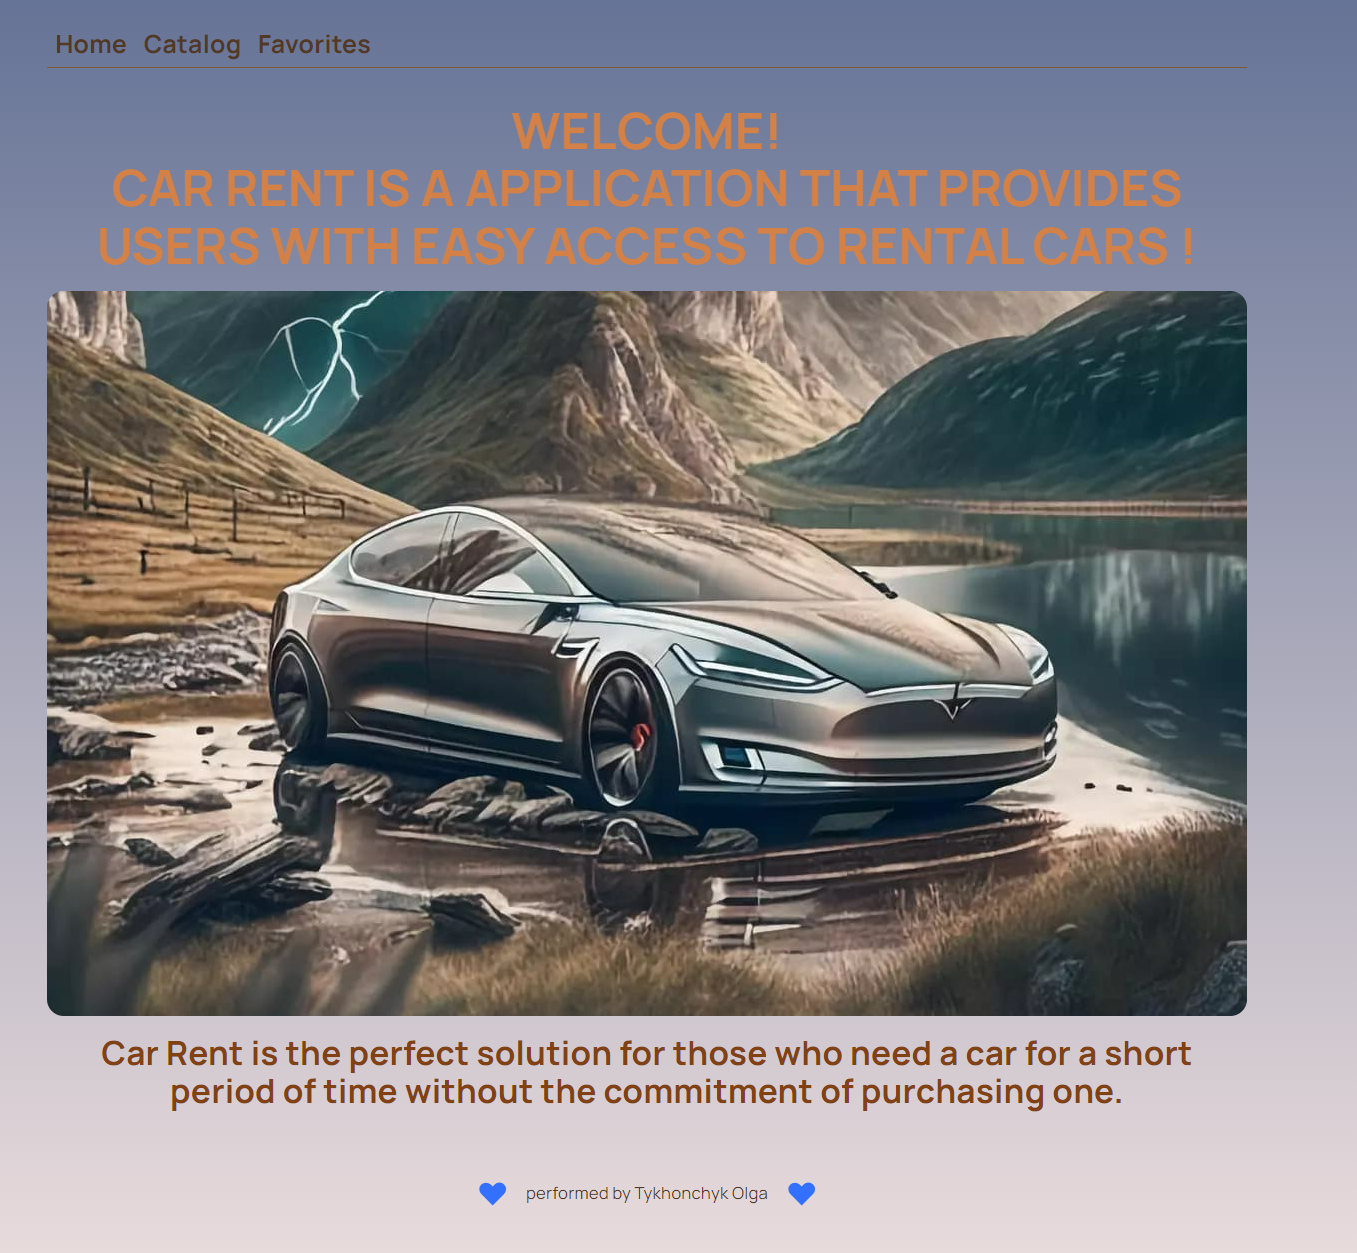 Home Catalog Favorites
WELCOME!
CAR RENT IS A APPLICATION THAT PROVIDES
USERS WITH EASY ACCESS TO RENTAL CARS !
Car Rent is the perfect solution for those who need a car for a short
period of time without the commitment of purchasing one.
performed by Tykhonchyk Olga